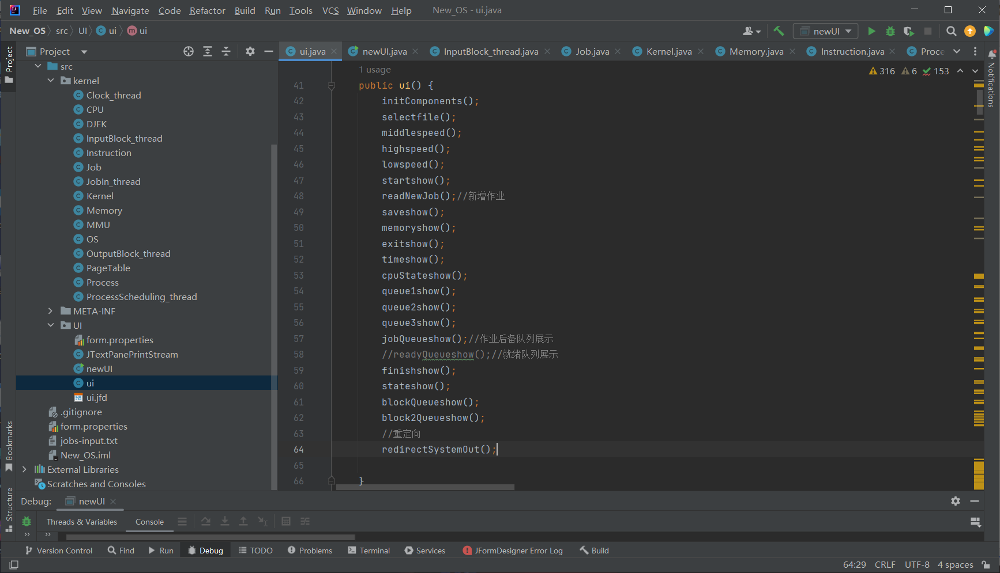 File Edit View Navigate Code Refactor Build Run Tools VCS Window Help New_OS - ui.java
New_OS src UI ui ui
newUI
Project
ui.java newUI.java InputBlock_thread.java Job.java Kernel.java Memory.java Instruction.java Proce
Project
Notifications
src
kernel
Clock_thread
CPU
DJFK
InputBlock_thread
Instruction
Job
JobIn_thread
Kernel
Memory
MMU
OS
OutputBlock_thread
PageTable
Process
ProcessScheduling_thread
META-INF
UI
form.properties
JTextPanePrintStream
newUI
ui
ui.jfd
.gitignore
form.properties
jobs-input.txt
New_OS.iml
External Libraries
Scratches and Consoles
Bookmarks
Structure
1 usage
316 6 153
41 public ui() {
42 initComponents();
43 selectfile();
44 middlespeed();
45 highspeed();
46 lowspeed();
47 startshow();
48 readNewJob();//新增作业
49 saveshow();
50 memoryshow();
51 exitshow();
52 timeshow();
53 cpuStateshow();
54 queue1show();
55 queue2show();
56 queue3show();
57 jobQueueshow();//作业后备队列展示
58 //readyQueueshow();//就绪队列展示
59 finishshow();
60 stateshow();
61 blockQueueshow();
62 block2Queueshow();
63 //重定向
64 redirectSystemOut();
65
66 }
Debug: newUI
Threads & Variables Console
Version Control Find Run Debug TODO Problems Terminal Services JFormDesigner Error Log Build
64:29 CRLF UTF-8 4 spaces